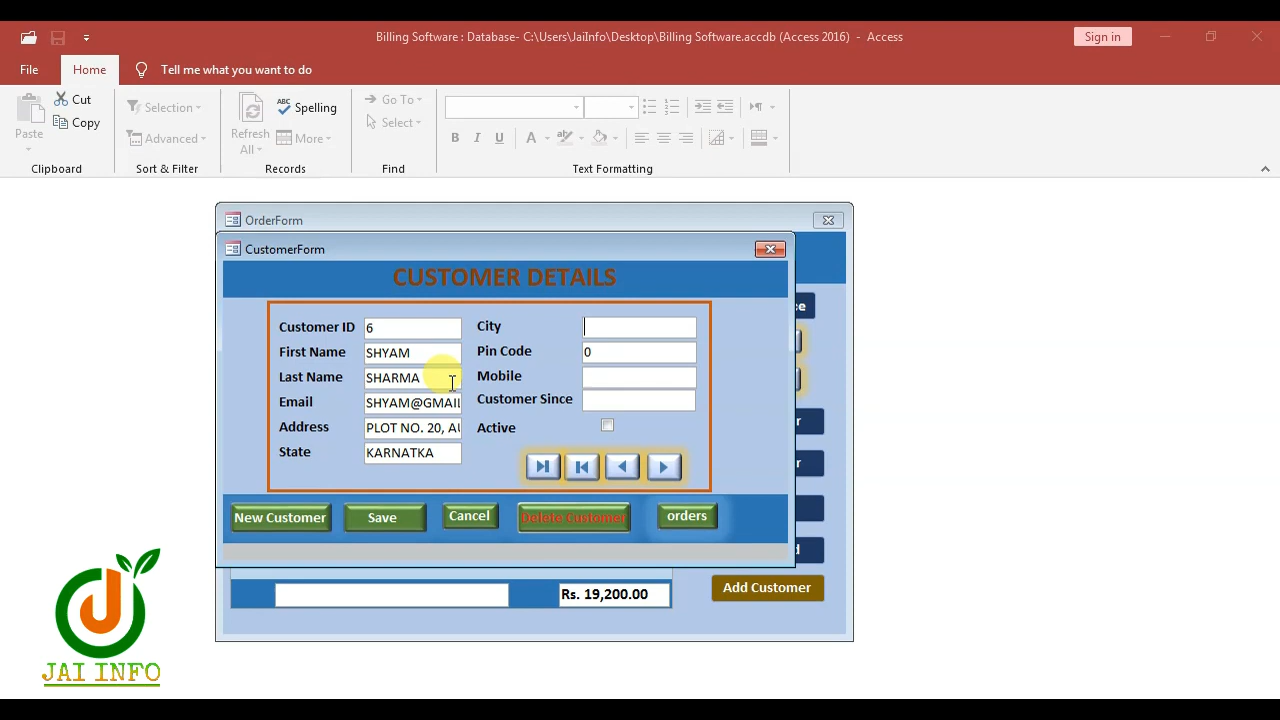 Billing Software : Database- C:\Users\JaiInfo\Desktop\Billing Software.accdb (Access 2016) - Access
Sign in
File
Home
Tell me what you want to do
Paste
Cut
Copy
Clipboard
Selection
Advanced
Sort & Filter
Refresh All
ABC
Spelling
More
Records
Go To
Select
Find
B I U A ab
Text Formatting
OrderForm
CustomerForm
CUSTOMER DETAILS
Customer ID 6
First Name SHYAM
Last Name SHARMA
Email SHYAM@GMAIL
Address PLOT NO. 20, AU
State KARNATKA
City
Pin Code 0
Mobile
Customer Since
Active
New Customer
Save
Cancel
Delete Customer
orders
ce
r
r
d
Rs. 19,200.00
Add Customer
JAI INFO